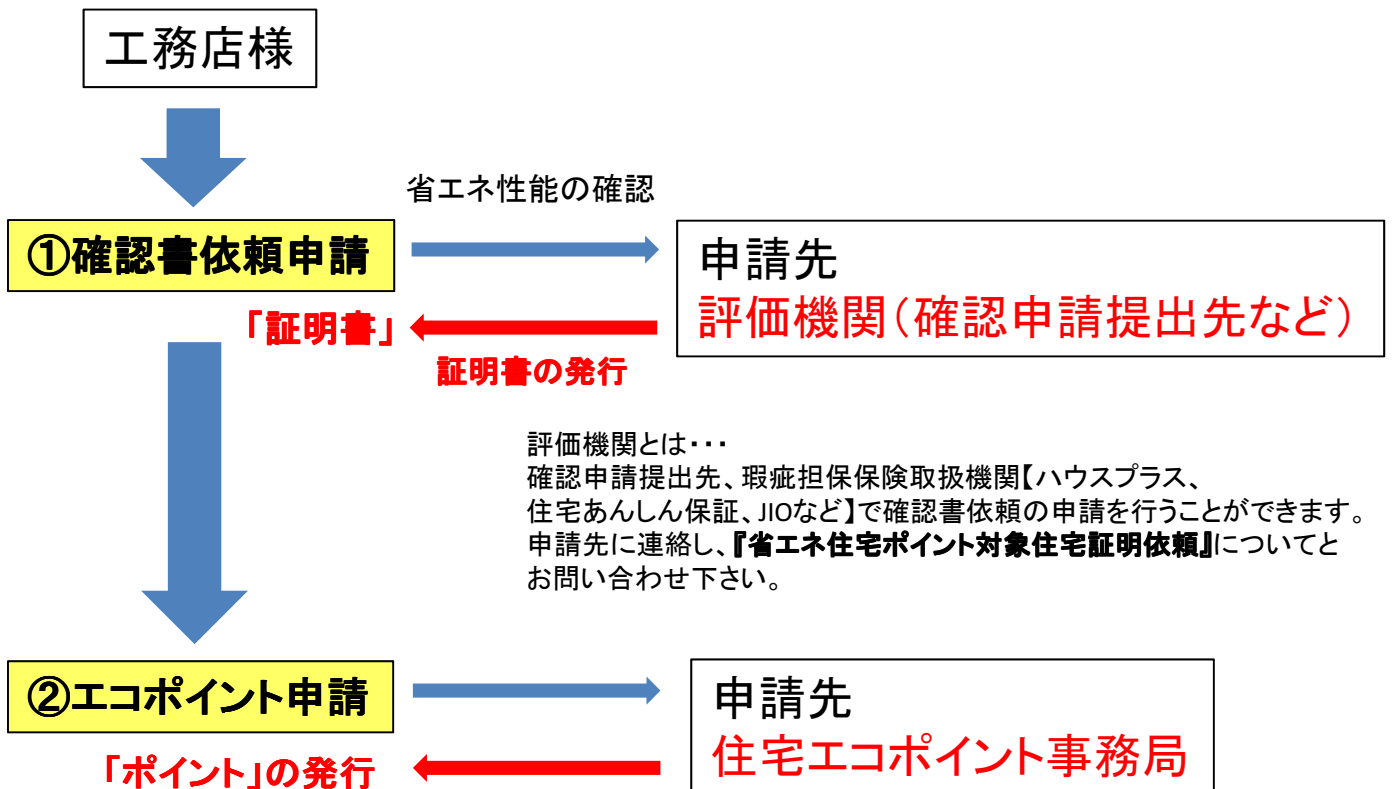 工務店様
省エネ性能の確認
①確認書依頼申請
申請先
評価機関（確認申請提出先など）
「証明書」
証明書の発行
評価機関とは・・・
確認申請提出先、瑕疵担保保険取扱機関【ハウスプラス、
住宅あんしん保証、JIOなど】で確認書依頼の申請を行うことができます。
申請先に連絡し、『省エネ住宅ポイント対象住宅証明依頼』についてと
お問い合わせ下さい。
②エコポイント申請
申請先
住宅エコポイント事務局
「ポイント」の発行